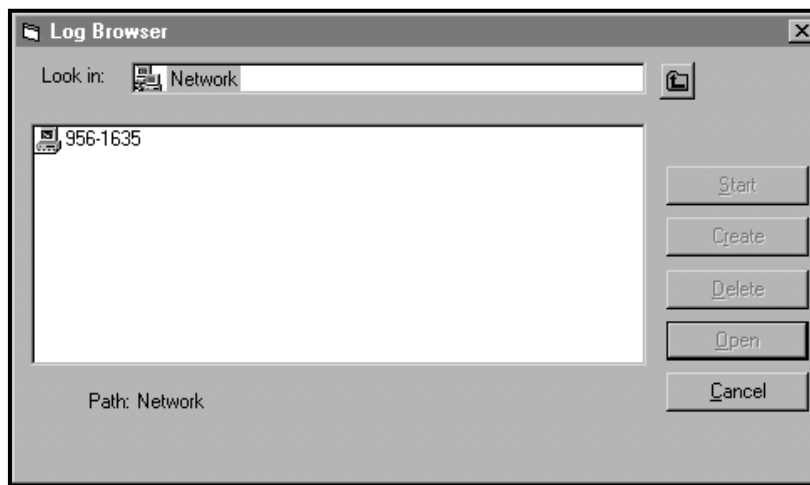 Log Browser
Look in: Network
956-1635
Start
Create
Delete
Open
Cancel
Path: Network